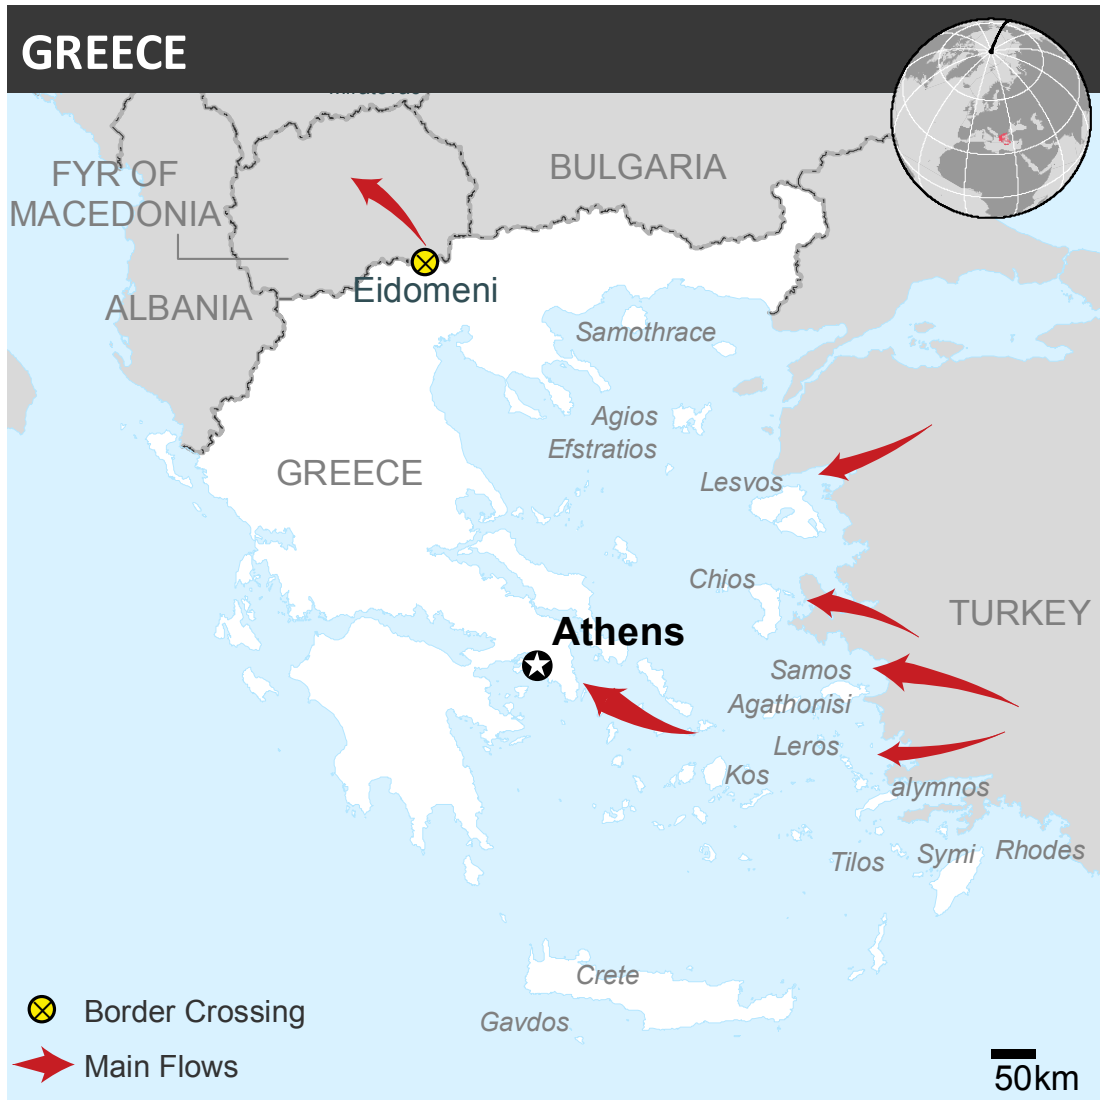 GREECE
FYR OF
MACEDONIA
BULGARIA
Eidomeni
ALBANIA
Samothrace
Agios
Efstratios
GREECE
Lesvos
Chios
TURKEY
Athens
Samos
Agathonisi
Leros
Kos
alymnos
Tilos
Symi
Rhodes
Crete
Gavdos
Border Crossing
Main Flows
50km